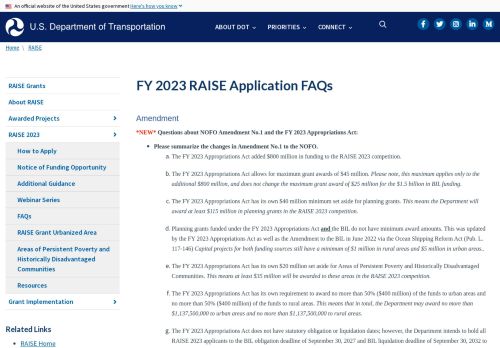 An official website of the United States government Here's how you know
U.S. Department of Transportation
ABOUT DOT
PRIORITIES
CONNECT
Home \ RAISE
RAISE Grants
About RAISE
Awarded Projects
RAISE 2023
How to Apply
Notice of Funding Opportunity
Additional Guidance
Webinar Series
FAQs
RAISE Grant Urbanized Area
Areas of Persistent Poverty and
Historically Disadvantaged
Communities
Resources
Grant Implementation
Related Links
RAISE Home
FY 2023 RAISE Application FAQs
Amendment
*NEW* Questions about NOFO Amendment No.1 and the FY 2023 Appropriations Act:
Please summarize the changes in Amendment No.1 to the NOFO.
a. The FY 2023 Appropriations Act added $800 million in funding to the RAISE 2023 competition.
b. The FY 2023 Appropriations Act allows for maximum grant awards of $45 million. Please note, this maximum applies only to the
additional $800 million, and does not change the maximum grant award of $25 million for the $1.5 billion in BIL funding.
c. The FY 2023 Appropriations Act has its own $40 million minimum set aside for planning grants. This means the Department will
award at least $115 million in planning grants in the RAISE 2023 competition.
d. Planning grants funded under the FY 2023 Appropriations Act and the BIL do not have minimum award amounts. This was updated
by the FY 2023 Appropriations Act as well as the Amendment to the BIL in June 2022 via the Ocean Shipping Reform Act (Pub. L.
117-146) Capital projects for both funding sources still have a minimum of $1 million in rural areas and $5 million in urban areas..
e. The FY 2023 Appropriations Act has its own $20 million set aside for Areas of Persistent Poverty and Historically Disadvantaged
Communities. This means at least $35 million will be awarded to these areas in the RAISE 2023 competition.
f. The FY 2023 Appropriations Act has its own requirement to award no more than 50% ($400 million) of the funds to urban areas and
no more than 50% ($400 million) of the funds to rural areas. This means that in total, the Department may award no more than
$1,137,500,000 to urban areas and no more than $1,137,500,000 to rural areas.
g. The FY 2023 Appropriations Act does not have statutory obligation or liquidation dates; however, the Department intends to hold all
RAISE 2023 applicants to the BIL obligation deadline of September 30, 2027 and BIL liquidation deadline of September 30, 2032 to